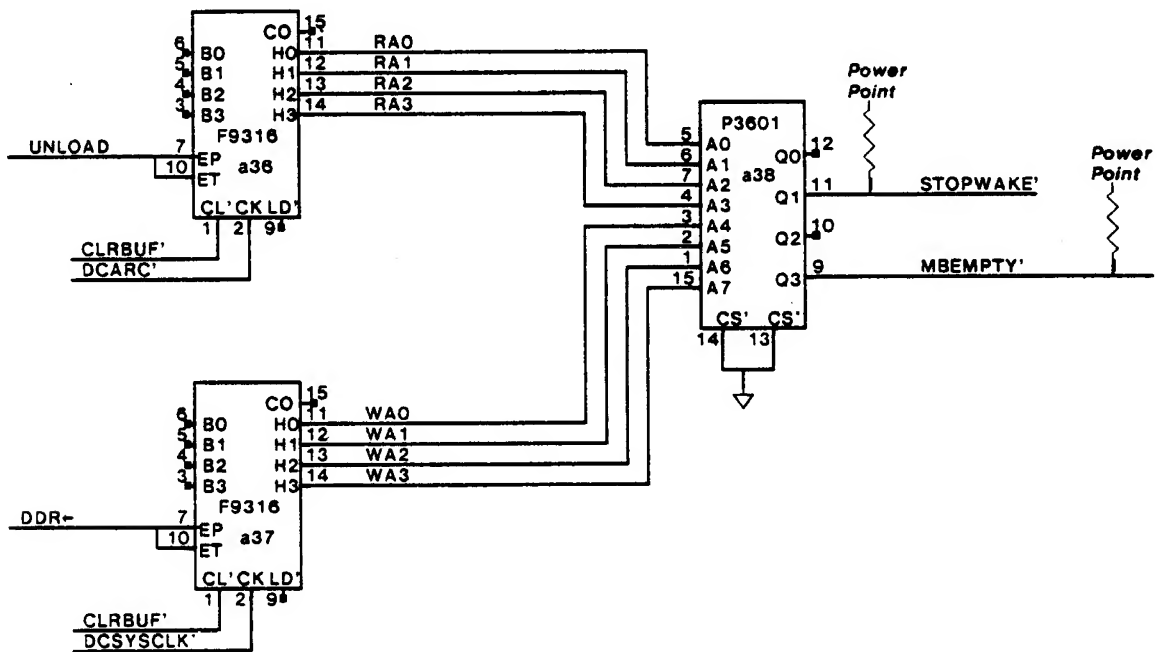 15
CO
6 B0 H0 11 RA0
5 B1 H1 12 RA1
4 B2 H2 13 RA2
3 B3 H3 14 RA3
F9316
UNLOAD 7 EP
10 ET a36
CL' CK LD'
1 2 9
CLRBUF'
DCARC'
Power
Point
Power
Point
P3601
5 A0 Q0 12
6 A1 a38
7 A2 Q1 11 STOPWAKE'
4 A3
3 A4 Q2 10
2 A5
1 A6 Q3 9 MBEMPTY'
15 A7
CS' CS'
14 13
15
CO
6 B0 H0 11 WA0
5 B1 H1 12 WA1
4 B2 H2 13 WA2
3 B3 H3 14 WA3
F9316
DDR← 7 EP
10 ET a37
CL' CK LD'
1 2 9
CLRBUF'
DCSYSCLK'